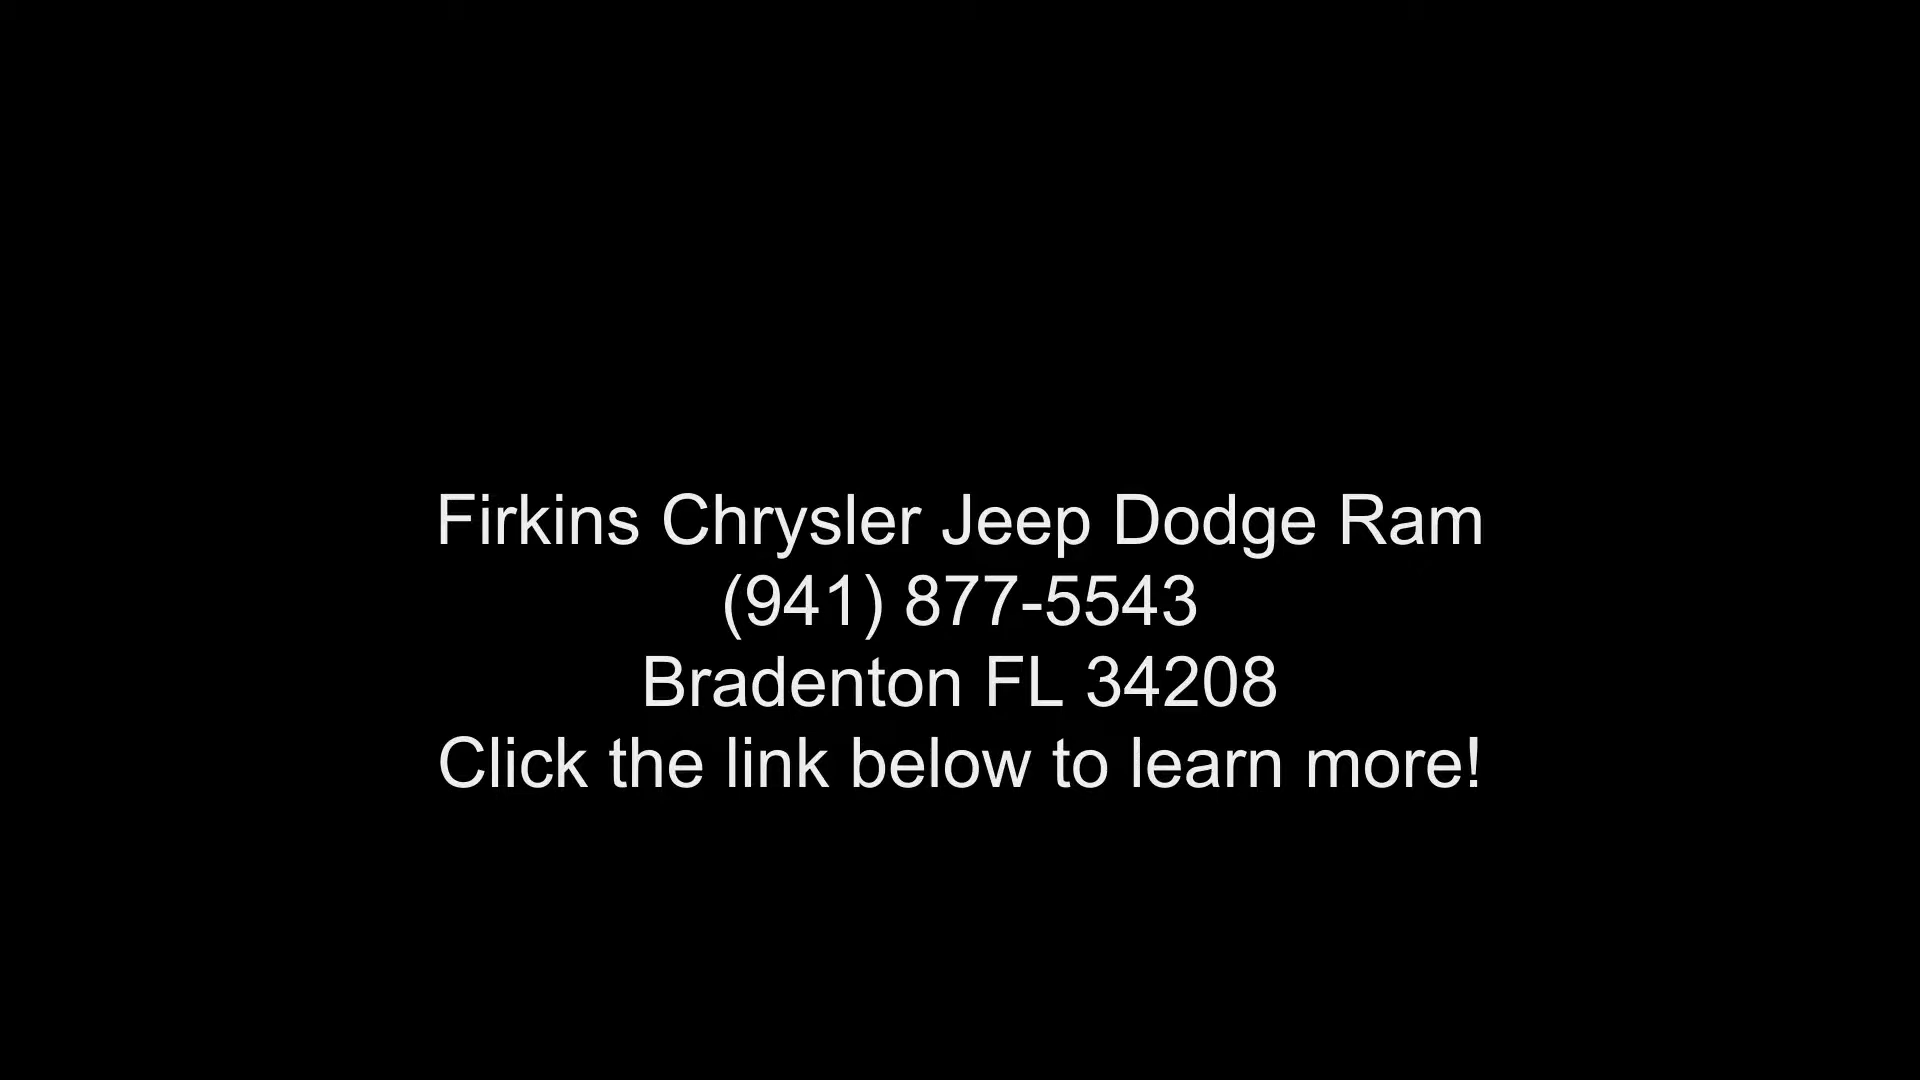 Firkins Chrysler Jeep Dodge Ram
(941) 877-5543
Bradenton FL 34208
Click the link below to learn more!